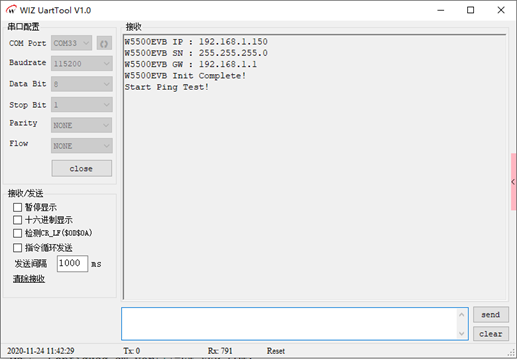 WIZ UartTool V1.0
串口配置
COM Port COM33 {}
Baudrate 115200
Data Bit 8
Stop Bit 1
Parity NONE
Flow NONE
close
接收/发送
暂停显示
十六进制显示
检测CR_LF($0D$0A)
指令循环发送
发送间隔 1000 ms
清除接收
接收
W5500EVB IP : 192.168.1.150
W5500EVB SN : 255.255.255.0
W5500EVB GW : 192.168.1.1
W5500EVB Init Complete!
Start Ping Test!
send
clear
2020-11-24 11:42:29 Tx: 0 Rx: 791 Reset